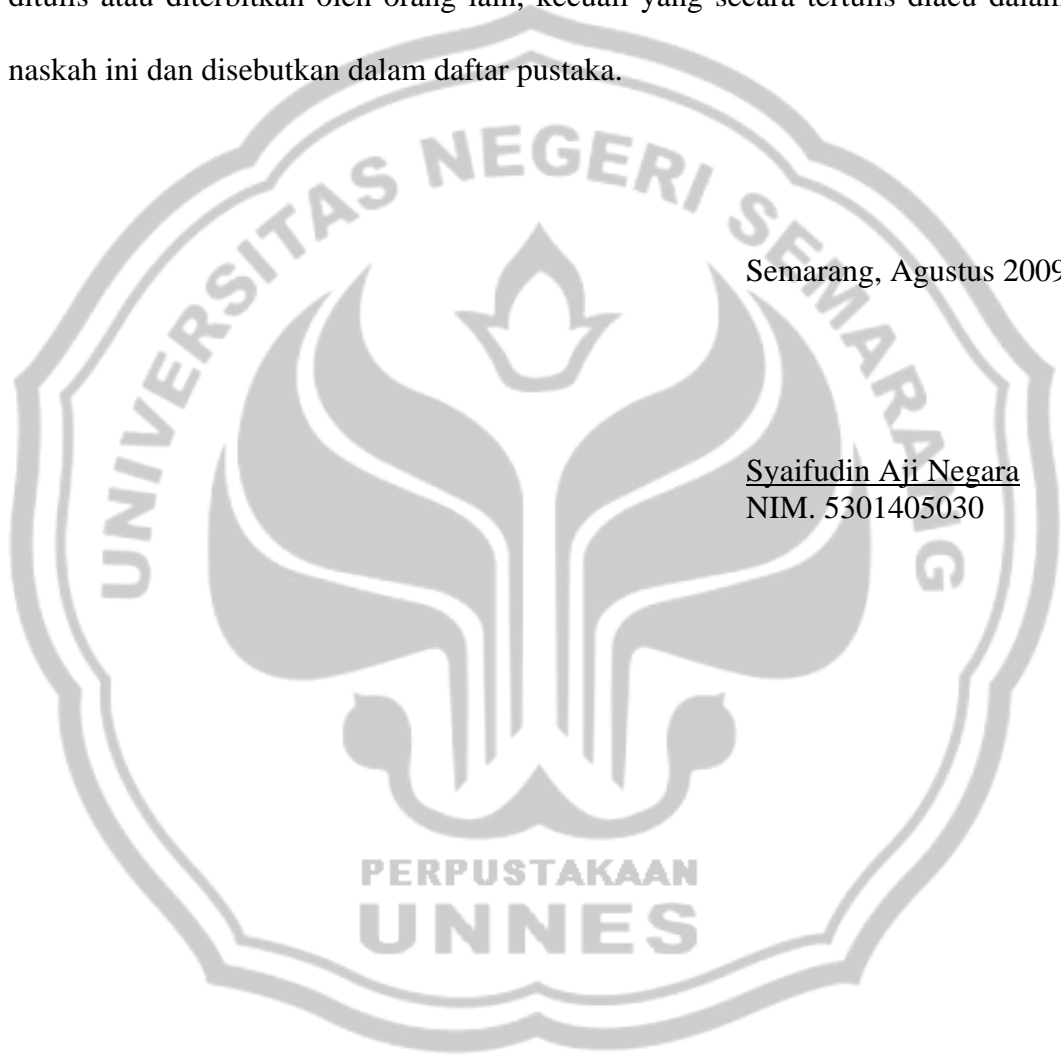 ditulis atau diterbitkan oleh orang lain, kecuali yang secara tertulis diacu dalam
naskah ini dan disebutkan dalam daftar pustaka.
UNIVERSITAS NEGERI SEMARANG
Semarang, Agustus 2009
Syaifudin Aji Negara
NIM. 5301405030
PERPUSTAKAAN
UNNES